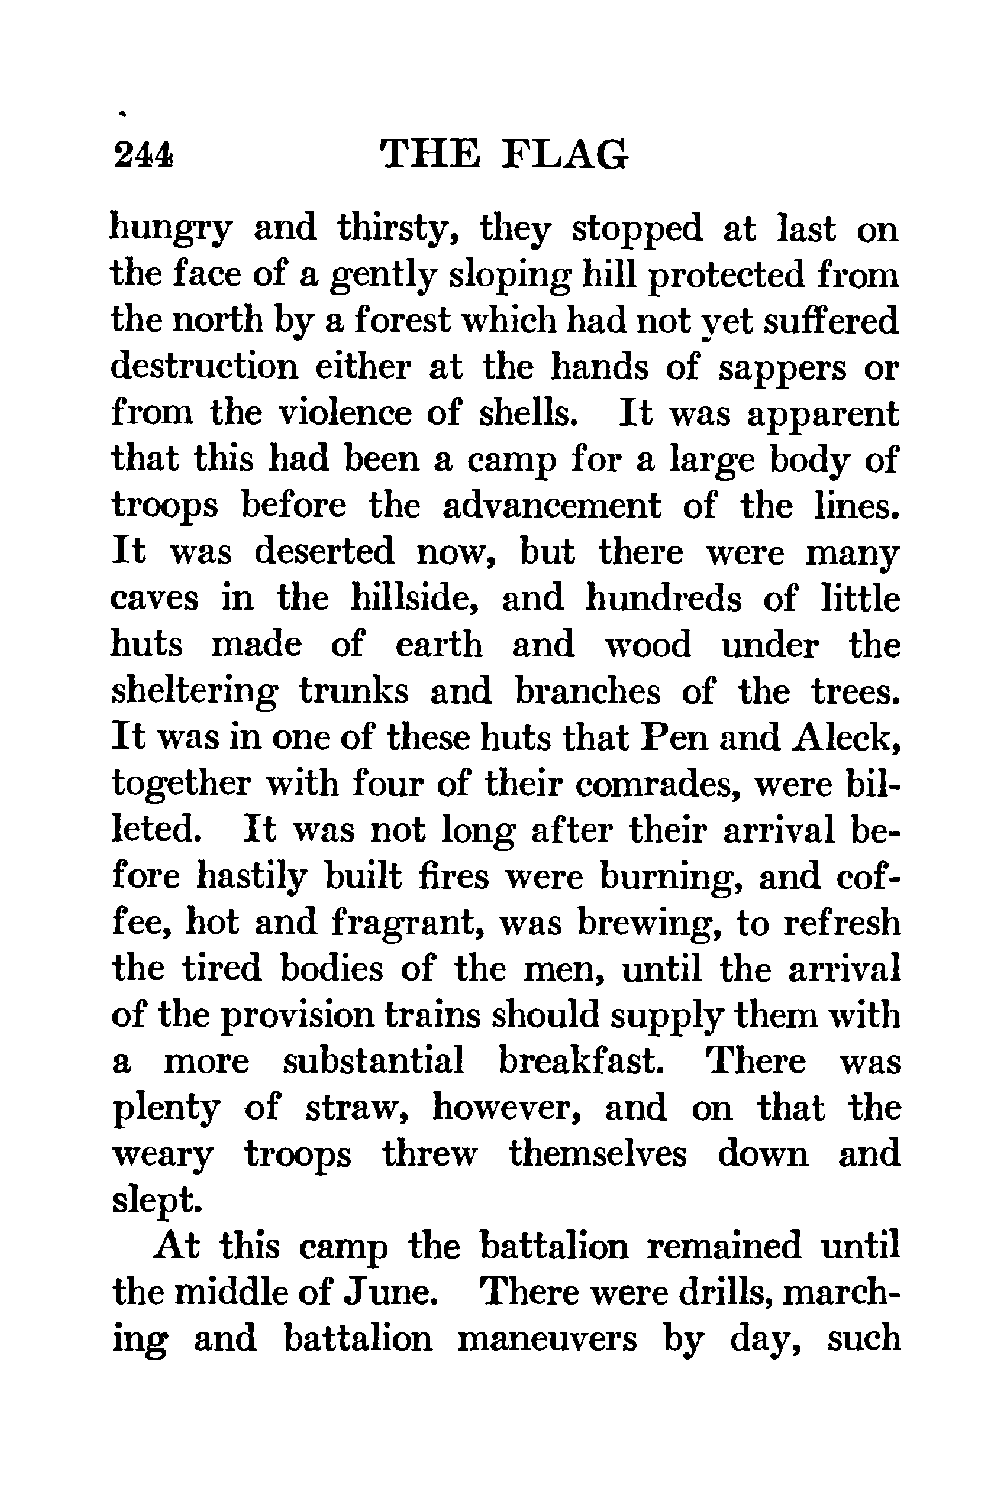 244 THE FLAG
hungry and thirsty, they stopped at last on
the face of a gently sloping hill protected from
the north by a forest which had not yet suffered
destruction either at the hands of sappers or
from the violence of shells. It was apparent
that this had been a camp for a large body of
troops before the advancement of the lines.
It was deserted now, but there were many
caves in the hillside, and hundreds of little
huts made of earth and wood under the
sheltering trunks and branches of the trees.
It was in one of these huts that Pen and Aleck,
together with four of their comrades, were bil-
leted. It was not long after their arrival be-
fore hastily built fires were burning, and cof-
fee, hot and fragrant, was brewing, to refresh
the tired bodies of the men, until the arrival
of the provision trains should supply them with
a more substantial breakfast. There was
plenty of straw, however, and on that the
weary troops threw themselves down and
slept.
At this camp the battalion remained until
the middle of June. There were drills, march-
ing and battalion maneuvers by day, such